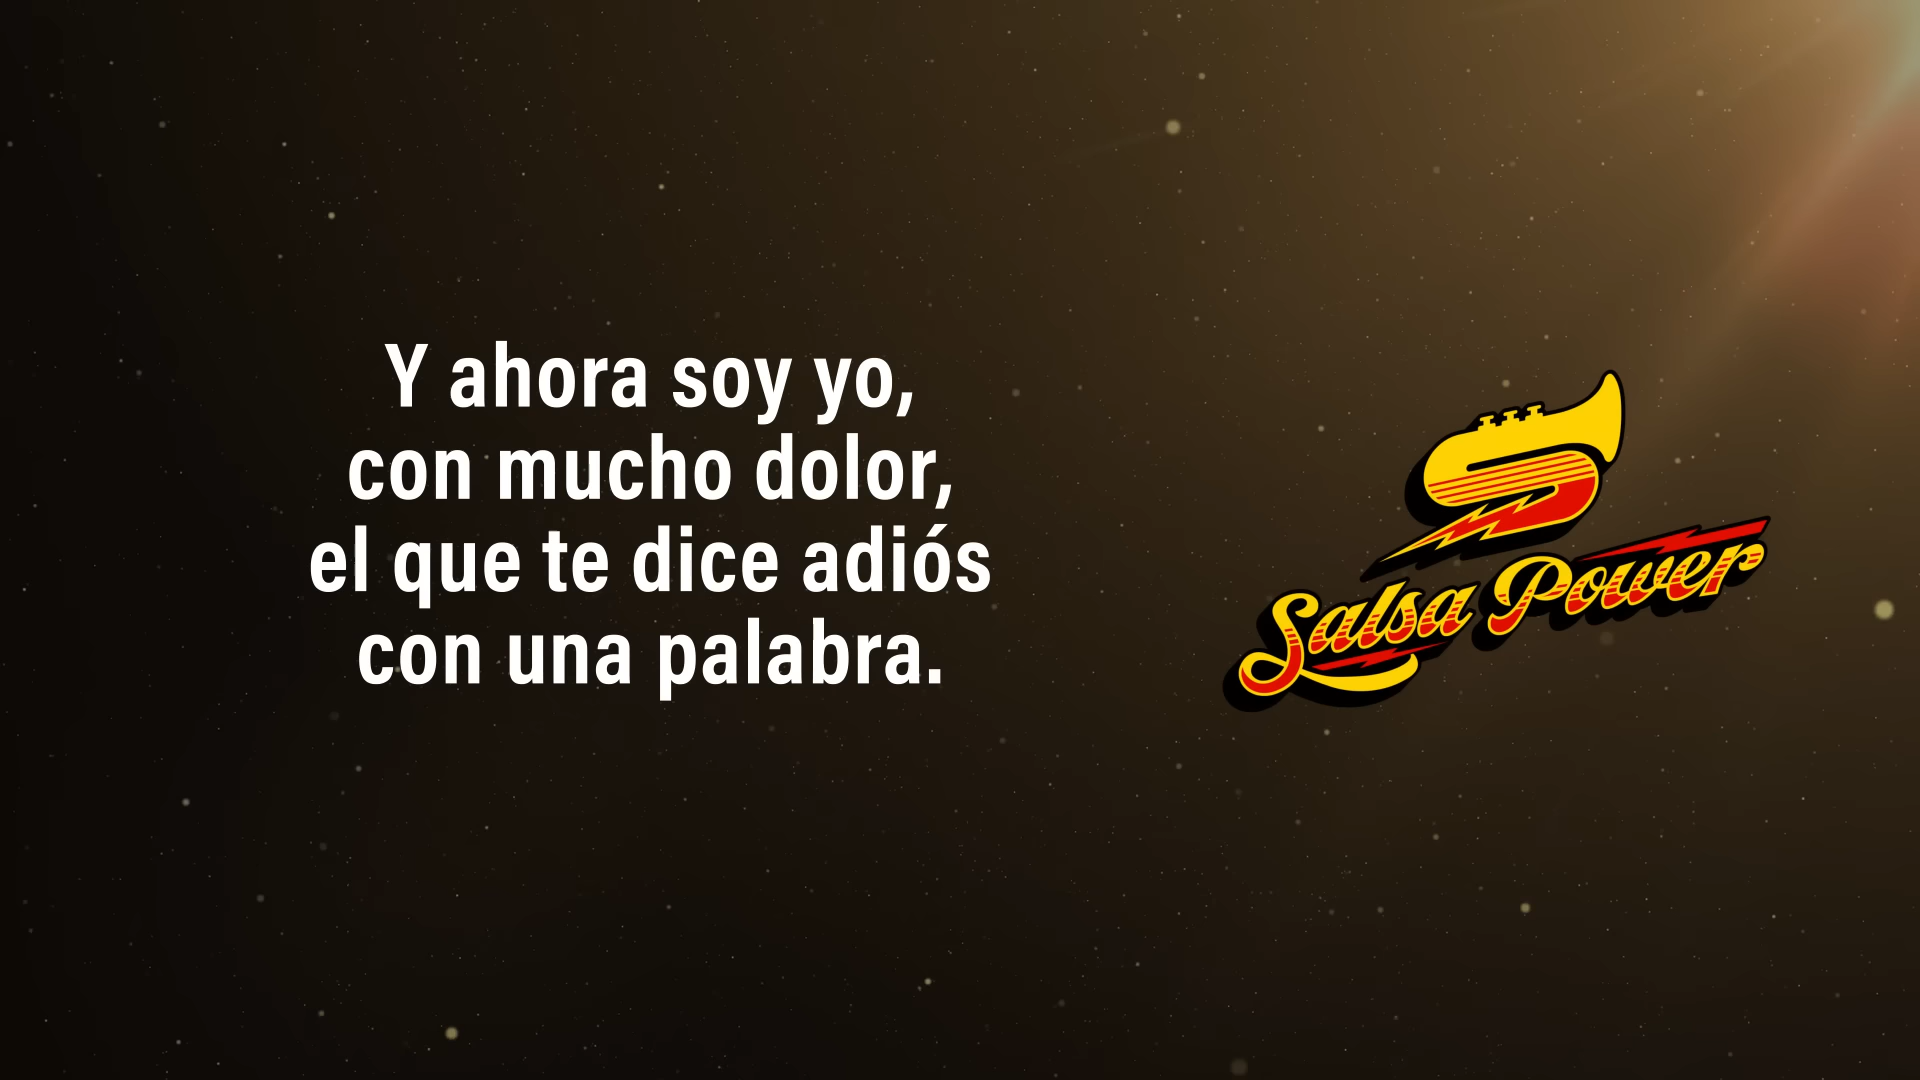 Y ahora soy yo,
con mucho dolor,
el que te dice adiós
con una palabra.
Salsa Power